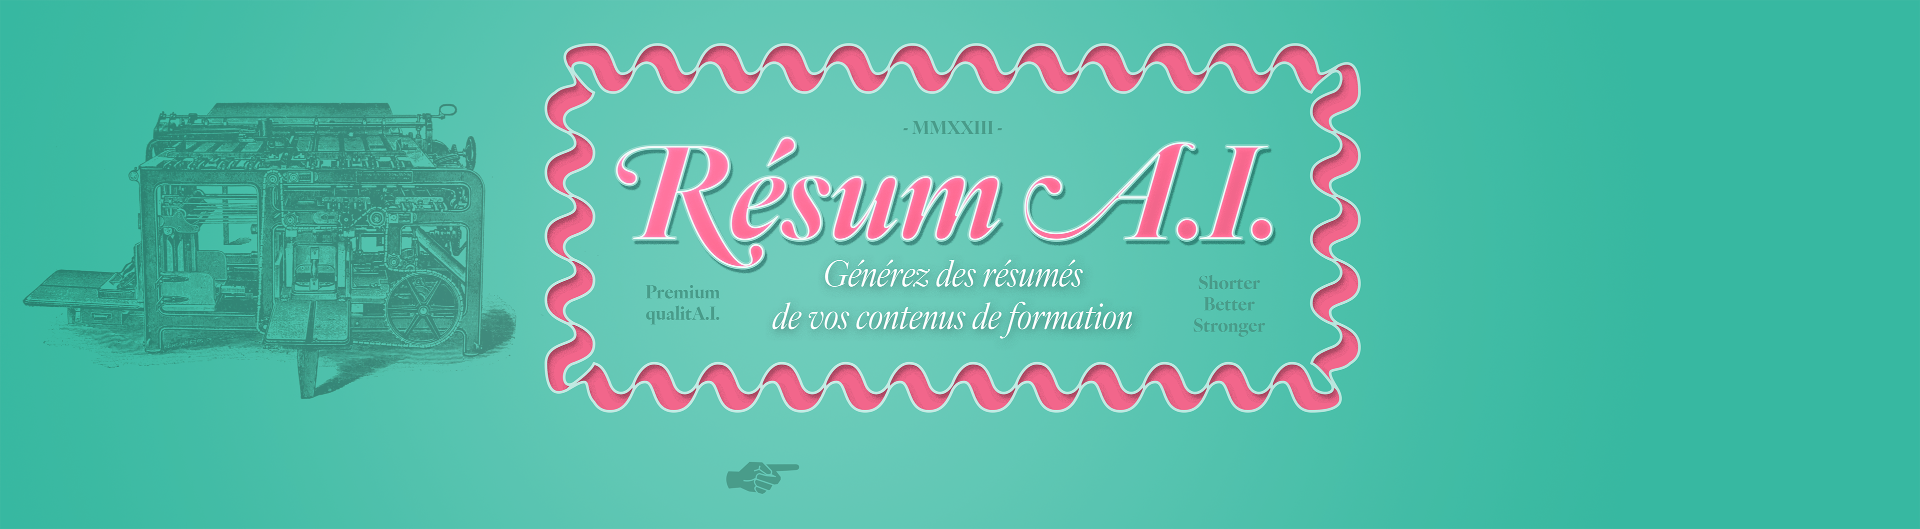 - MMXXIII -
Résum A.I.
Générez des résumés
de vos contenus de formation
Premium
qualitA.I.
Shorter
Better
Stronger